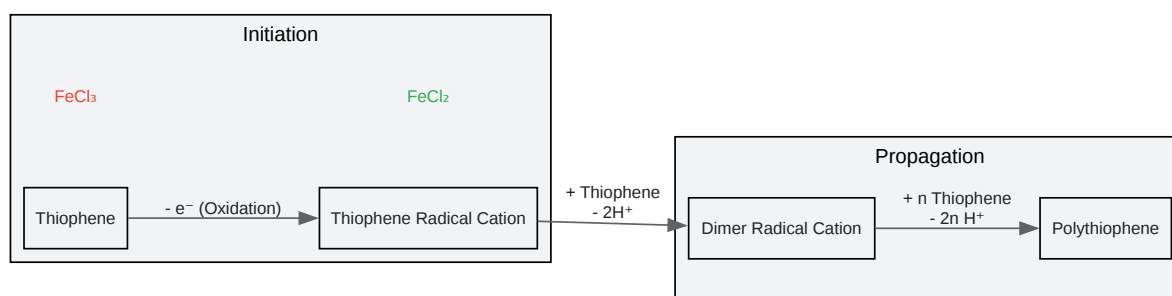 Initiation
FeCl₃
FeCl₂
Thiophene
- e⁻ (Oxidation)
Thiophene Radical Cation
+ Thiophene
- 2H⁺
Propagation
Dimer Radical Cation
+ n Thiophene
- 2n H⁺
Polythiophene